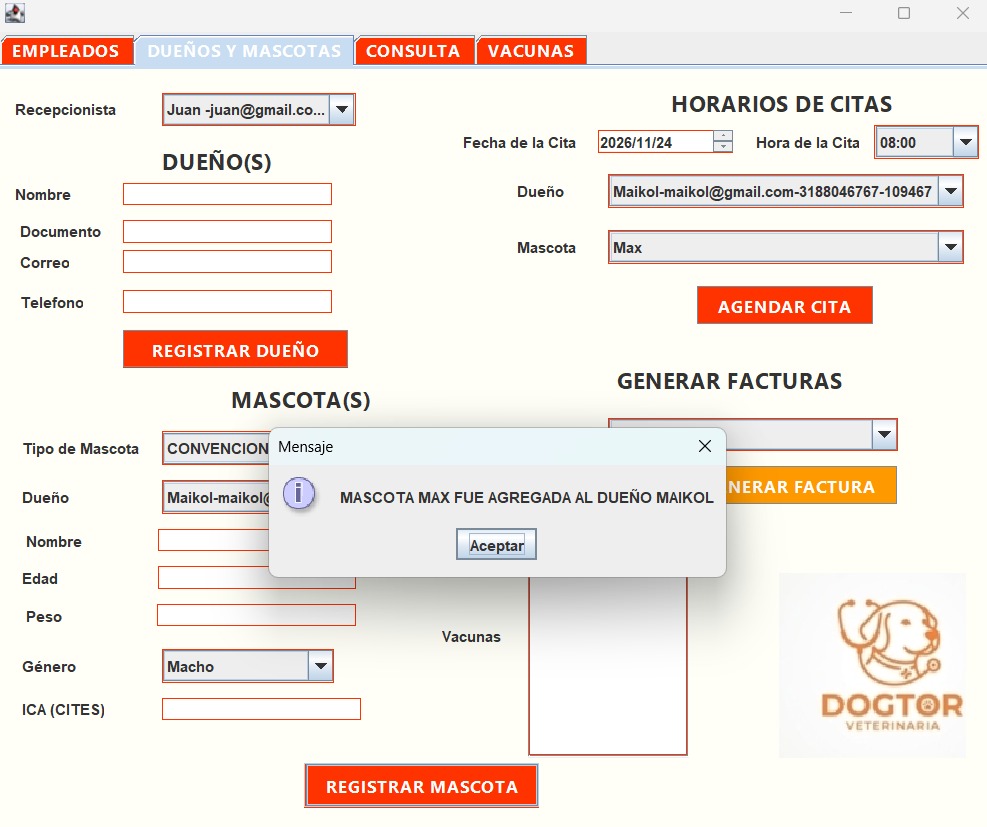 EMPLEADOS
DUEÑOS Y MASCOTAS
CONSULTA
VACUNAS
Recepcionista
Juan -juan@gmail.co...
DUEÑO(S)
Nombre
Documento
Correo
Telefono
REGISTRAR DUEÑO
HORARIOS DE CITAS
Fecha de la Cita
2026/11/24
Hora de la Cita
08:00
Dueño
Maikol-maikol@gmail.com-3188046767-109467
Mascota
Max
AGENDAR CITA
GENERAR FACTURAS
NERAR FACTURA
MASCOTA(S)
Tipo de Mascota
CONVENCION
Dueño
Maikol-maikol@
Nombre
Edad
Peso
Género
Macho
ICA (CITES)
Vacunas
REGISTRAR MASCOTA
Mensaje
MASCOTA MAX FUE AGREGADA AL DUEÑO MAIKOL
Aceptar
DOGTOR
VETERINARIA